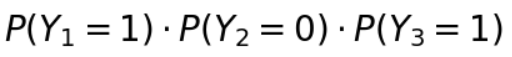 P(Y₁ = 1) · P(Y₂ = 0) · P(Y₃ = 1)